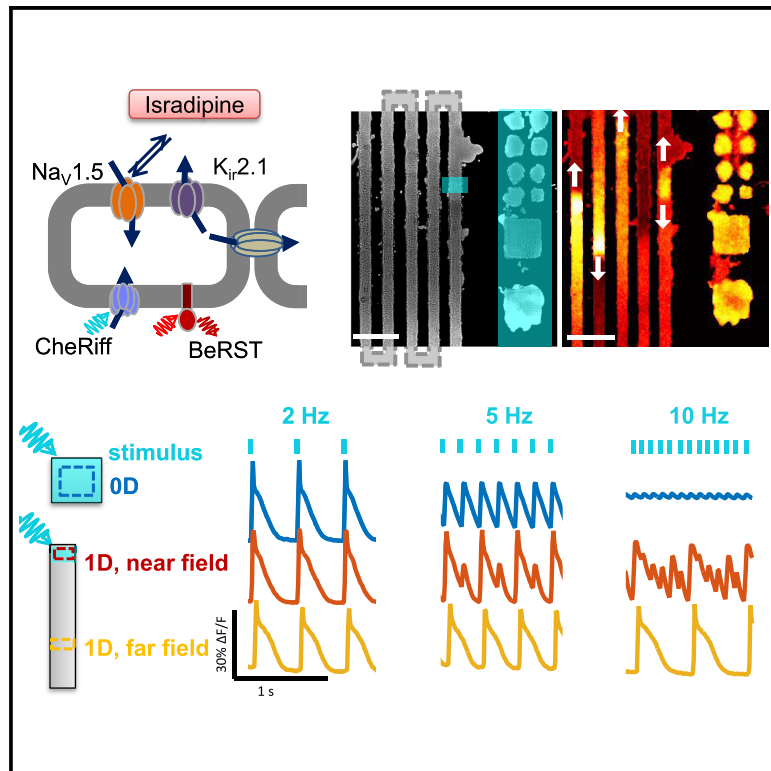 Isradipine
Nav1.5
Kir2.1
CheRiff
BeRST
2 Hz
5 Hz
10 Hz
stimulus
0D
1D, near field
1D, far field
30% ΔF/F
1 s